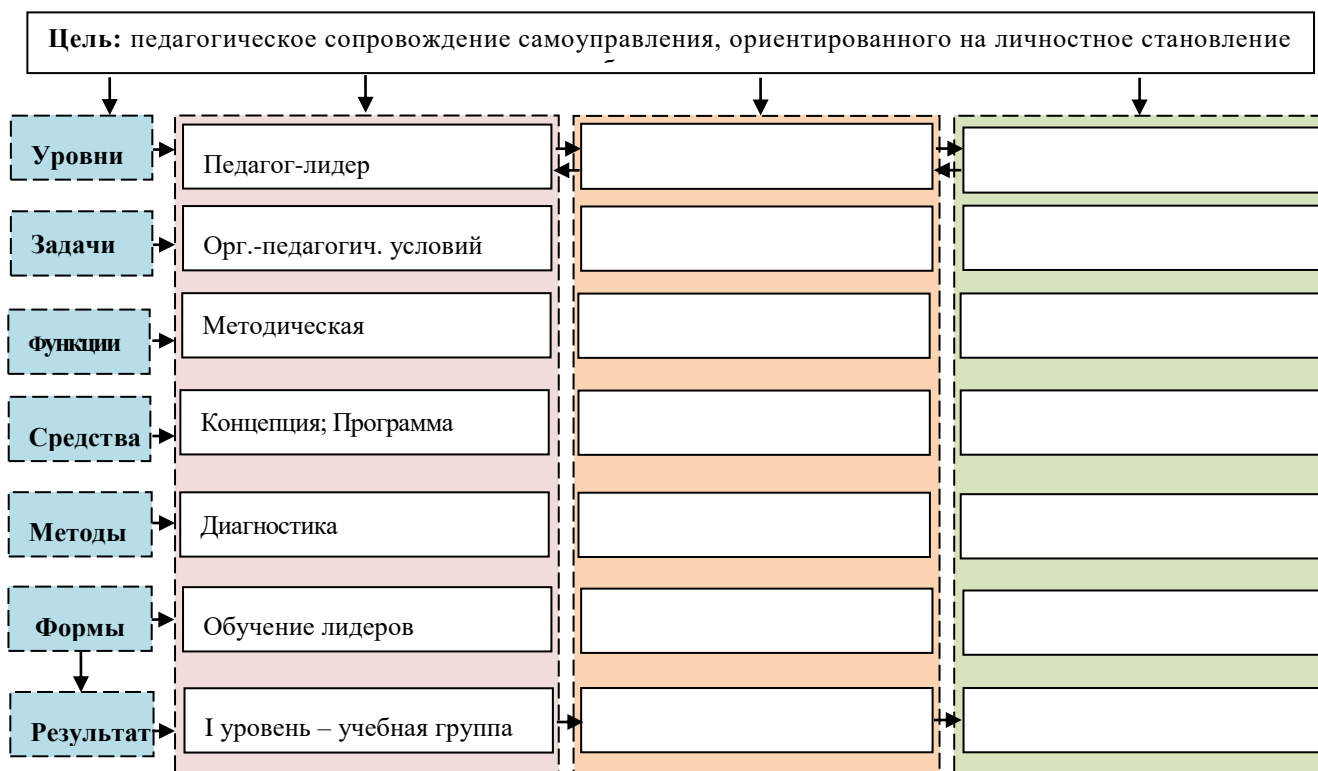 Цель: педагогическое сопровождение самоуправления, ориентированного на личностное становление
Уровни
Педагог-лидер
Задачи
Орг.-педагогич. условий
Функции
Методическая
Средства
Концепция; Программа
Методы
Диагностика
Формы
Обучение лидеров
Результат
I уровень – учебная группа